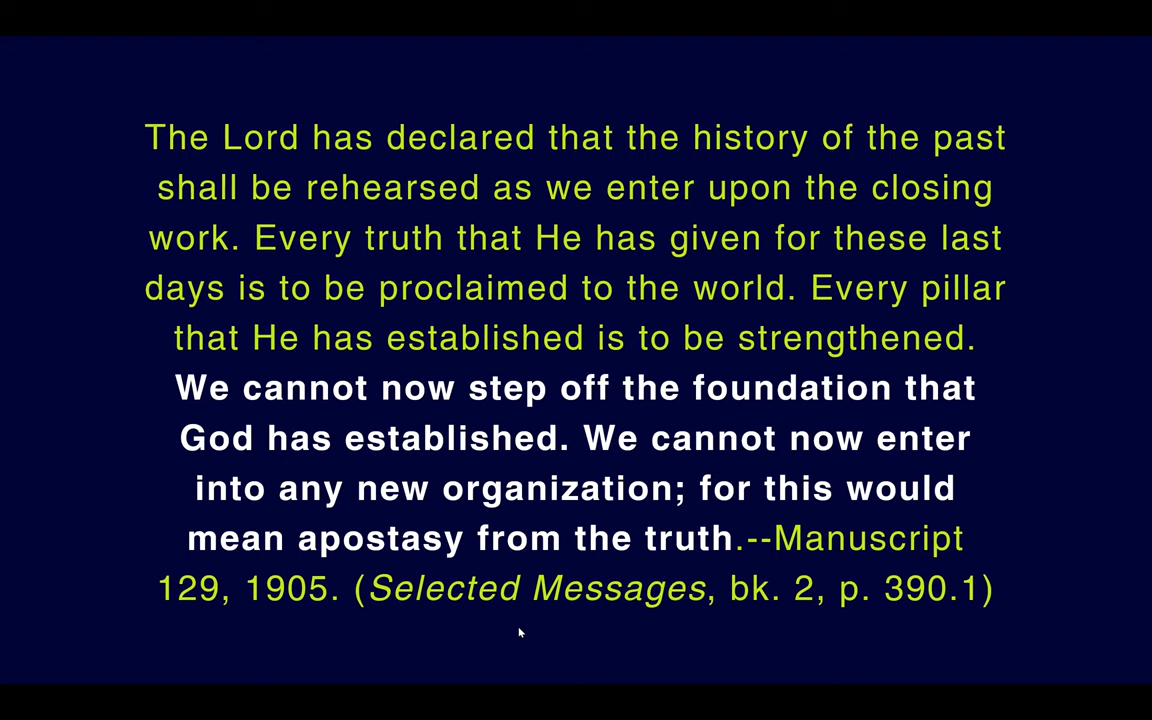 The Lord has declared that the history of the past
shall be rehearsed as we enter upon the closing
work. Every truth that He has given for these last
days is to be proclaimed to the world. Every pillar
that He has established is to be strengthened.
We cannot now step off the foundation that
God has established. We cannot now enter
into any new organization; for this would
mean apostasy from the truth.--Manuscript
129, 1905. (Selected Messages, bk. 2, p. 390.1)